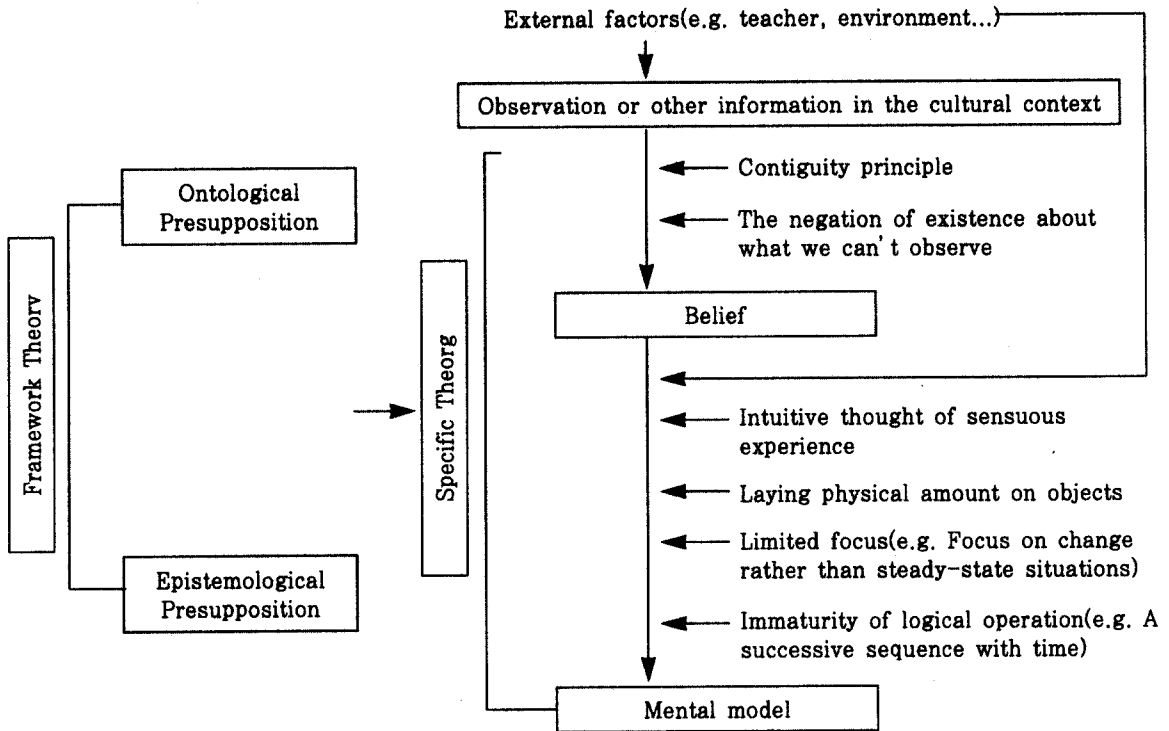 External factors(e.g. teacher, environment...)
Observation or other information in the cultural context
Contiguity principle
The negation of existence about
what we can't observe
Belief
Intuitive thought of sensuous
experience
Laying physical amount on objects
Limited focus(e.g. Focus on change
rather than steady-state situations)
Immaturity of logical operation(e.g. A
successive sequence with time)
Mental model
Framework Theorv
Ontological
Presupposition
Epistemological
Presupposition
Specific Theorg